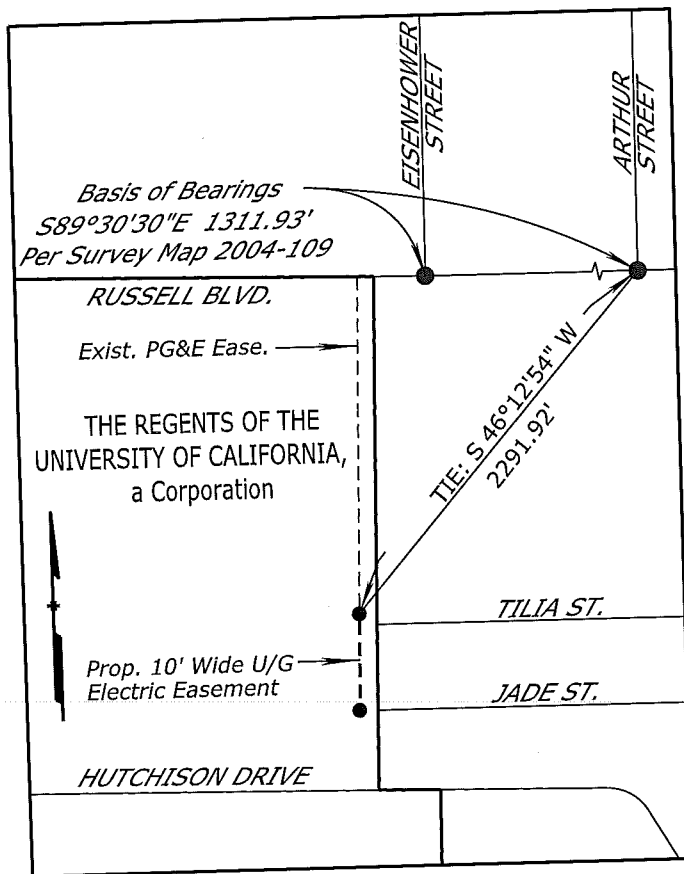 EISENHOWER
STREET
ARTHUR
STREET
Basis of Bearings
S89°30'30"E 1311.93'
Per Survey Map 2004-109
RUSSELL BLVD.
Exist. PG&E Ease.
THE REGENTS OF THE
UNIVERSITY OF CALIFORNIA,
a Corporation
TIE: S 46°12'54" W
2291.92'
TILIA ST.
Prop. 10' Wide U/G
Electric Easement
JADE ST.
HUTCHISON DRIVE